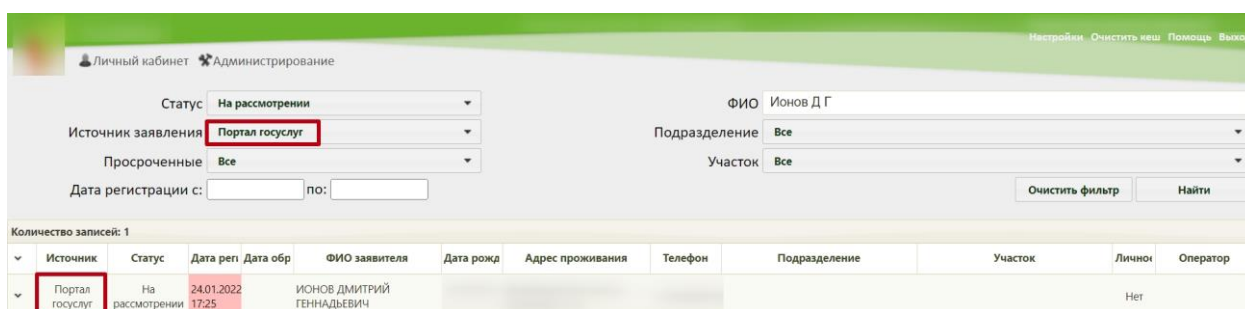 Настройки Очистить кеш Помощь Выхо
Личный кабинет Администрирование
Статус На рассмотрении ФИО Ионов Д Г
Источник заявления Портал госуслуг Подразделение Все
Просроченные Все Участок Все
Дата регистрации с: по: Очистить фильтр Найти
Количество записей: 1
Источник Статус Дата реги Дата обр ФИО заявителя Дата рожд Адрес проживания Телефон Подразделение Участок Личное Оператор
Портал На 24.01.2022 ИОНОВ ДМИТРИЙ Нет
госуслуг рассмотрении 17:25 ГЕННАДЬЕВИЧ